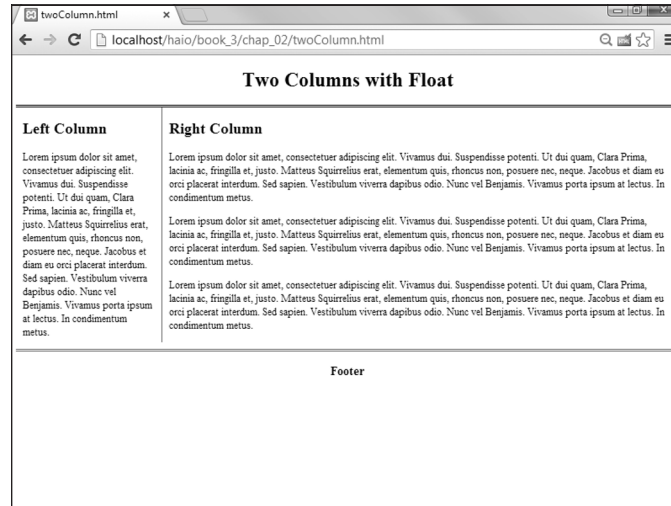 twoColumn.html
localhost/haio/book_3/chap_02/twoColumn.html
Two Columns with Float
Left Column
Lorem ipsum dolor sit amet,
consectetuer adipiscing elit.
Vivamus dui. Suspendisse
potenti. Ut dui quam, Clara
Prima, lacinia ac, fringilla et,
justo. Matteus Squirrelius erat,
elementum quis, rhoncus non,
posuere nec, neque. Jacobus et
diam eu orci placerat interdum.
Sed sapien. Vestibulum viverra
dapibus odio. Nunc vel
Benjamis. Vivamus porta ipsum
at lectus. In condimentum
metus.
Right Column
Lorem ipsum dolor sit amet, consectetuer adipiscing elit. Vivamus dui. Suspendisse potenti. Ut dui quam, Clara Prima,
lacinia ac, fringilla et, justo. Matteus Squirrelius erat, elementum quis, rhoncus non, posuere nec, neque. Jacobus et diam eu
orci placerat interdum. Sed sapien. Vestibulum viverra dapibus odio. Nunc vel Benjamis. Vivamus porta ipsum at lectus. In
condimentum metus.
Lorem ipsum dolor sit amet, consectetuer adipiscing elit. Vivamus dui. Suspendisse potenti. Ut dui quam, Clara Prima,
lacinia ac, fringilla et, justo. Matteus Squirrelius erat, elementum quis, rhoncus non, posuere nec, neque. Jacobus et diam eu
orci placerat interdum. Sed sapien. Vestibulum viverra dapibus odio. Nunc vel Benjamis. Vivamus porta ipsum at lectus. In
condimentum metus.
Lorem ipsum dolor sit amet, consectetuer adipiscing elit. Vivamus dui. Suspendisse potenti. Ut dui quam, Clara Prima,
lacinia ac, fringilla et, justo. Matteus Squirrelius erat, elementum quis, rhoncus non, posuere nec, neque. Jacobus et diam eu
orci placerat interdum. Sed sapien. Vestibulum viverra dapibus odio. Nunc vel Benjamis. Vivamus porta ipsum at lectus. In
condimentum metus.
Footer